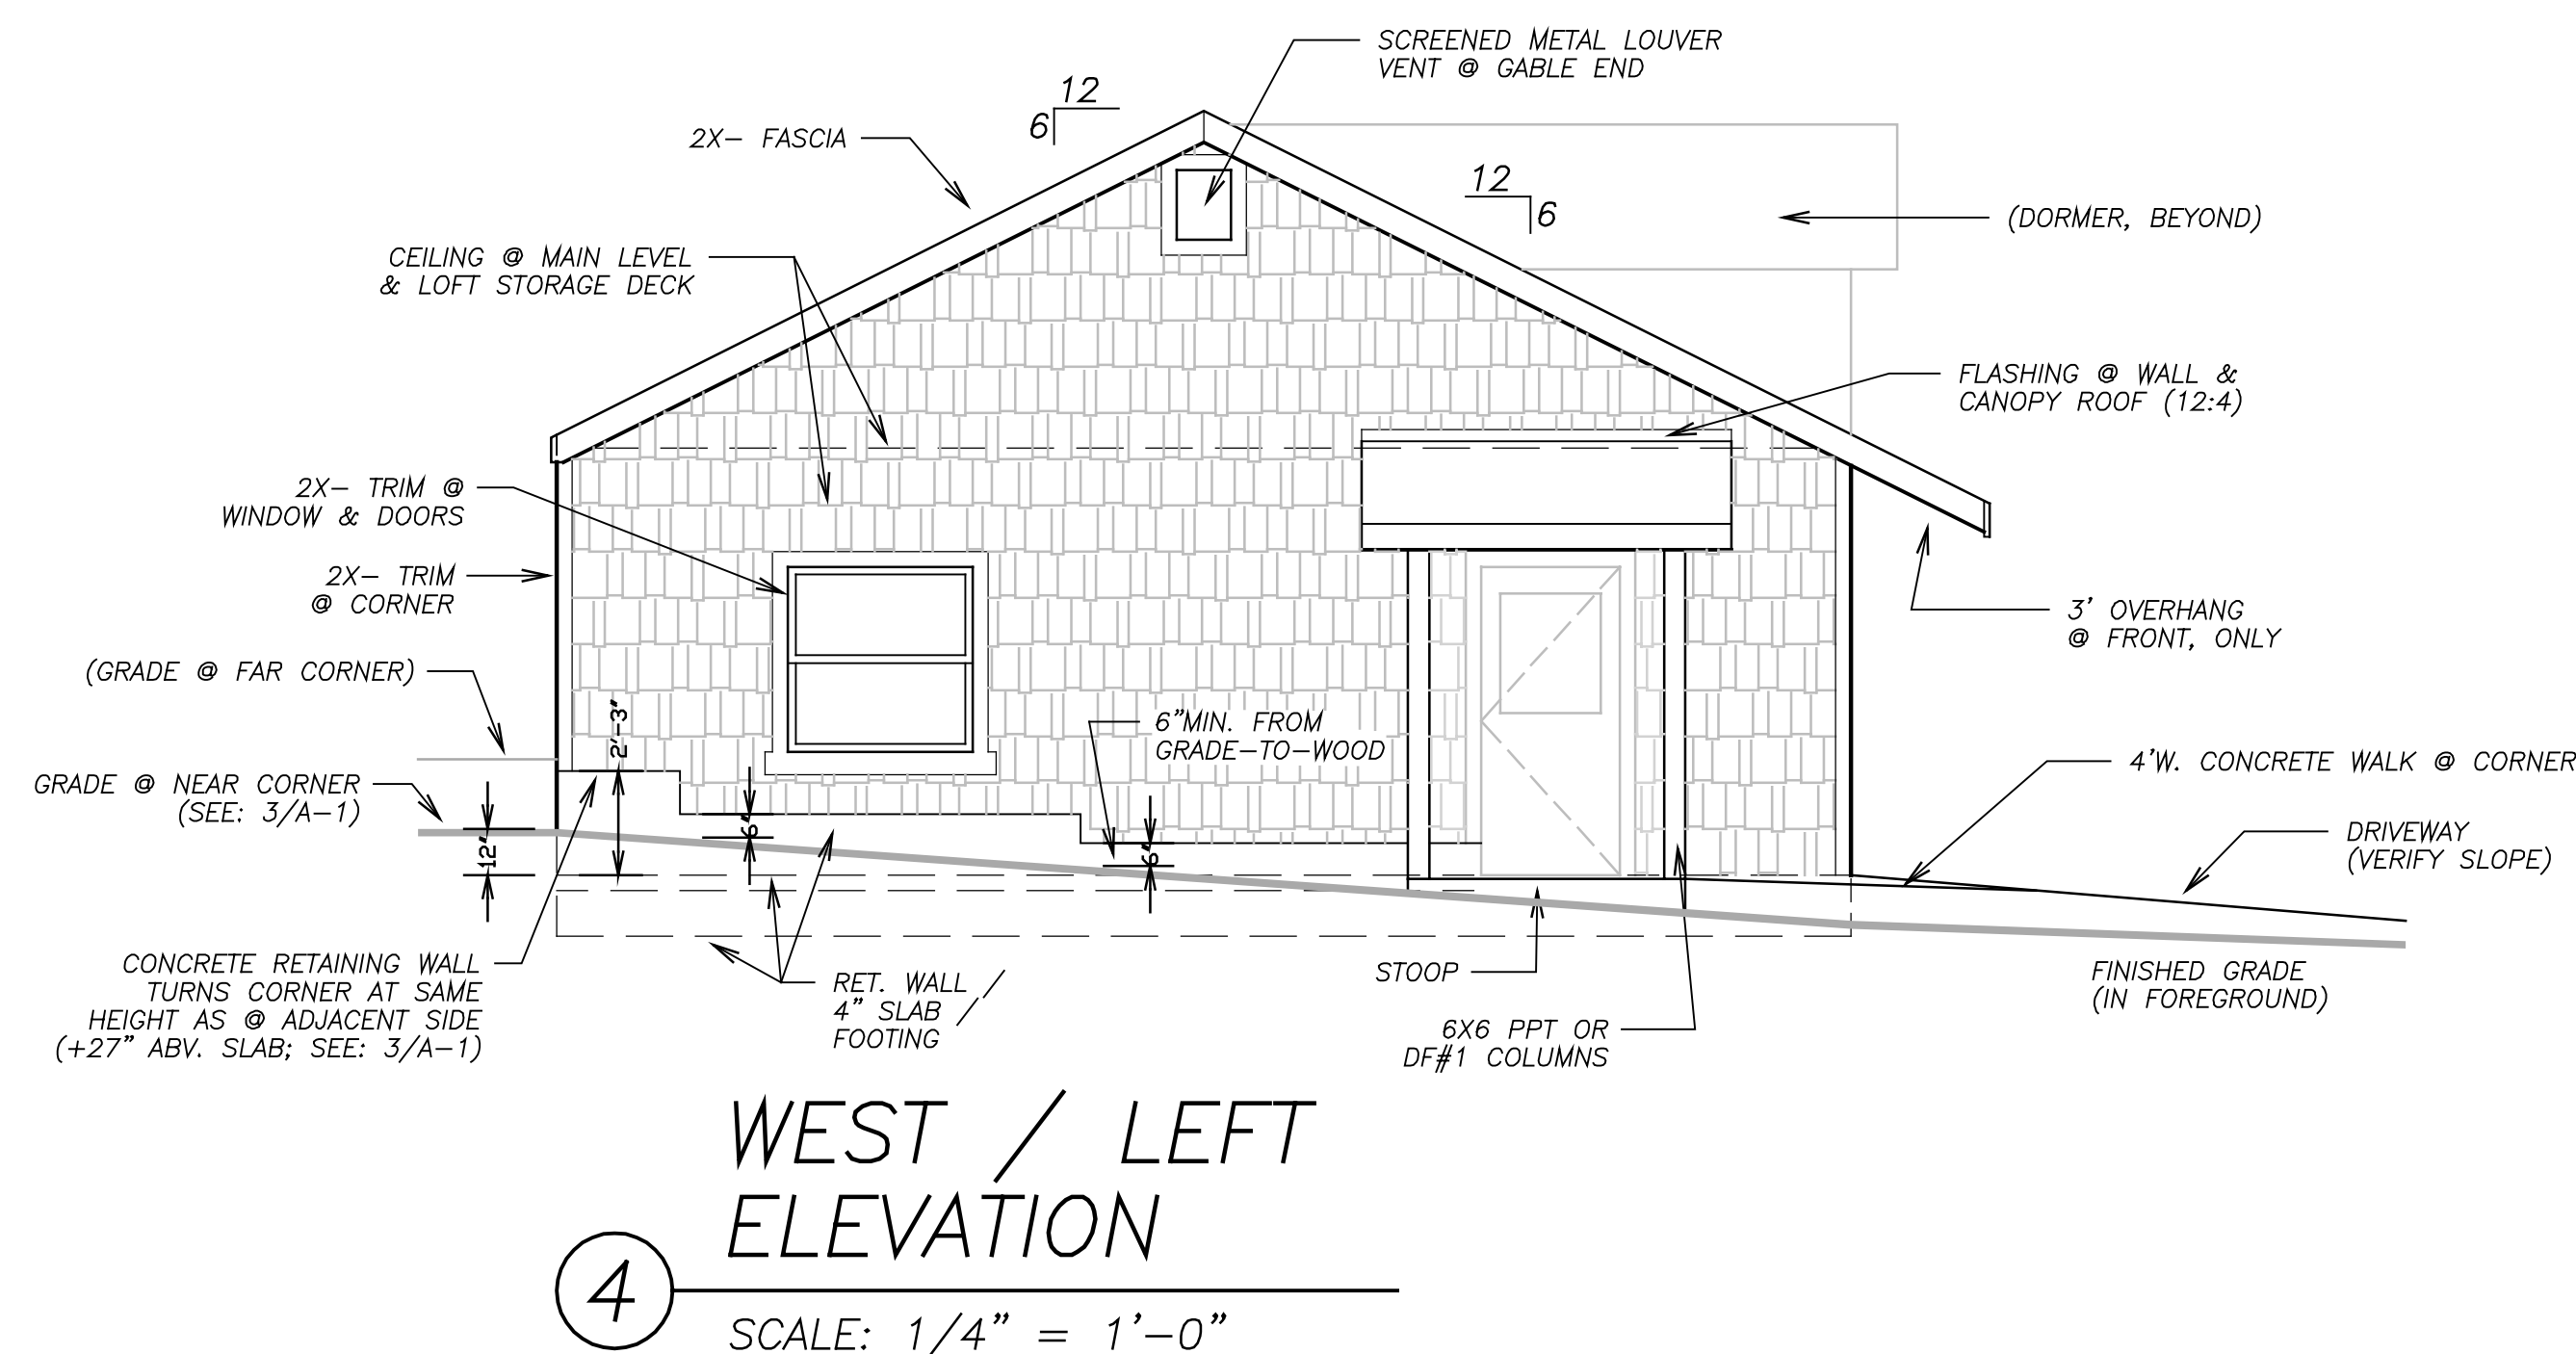 SCREENED METAL LOUVER
VENT @ GABLE END
12
6
2X- FASCIA
12
6
(DORMER, BEYOND)
CEILING @ MAIN LEVEL
& LOFT STORAGE DECK
FLASHING @ WALL &
CANOPY ROOF (12:4)
2X- TRIM @
WINDOW & DOORS
2X- TRIM
@ CORNER
3' OVERHANG
@ FRONT, ONLY
(GRADE @ FAR CORNER)
2'-3"
6"MIN. FROM
GRADE-TO-WOOD
4'W. CONCRETE WALK @ CORNER
GRADE @ NEAR CORNER
(SEE: 3/A-1)
12"
6"
6"
DRIVEWAY
(VERIFY SLOPE)
CONCRETE RETAINING WALL
TURNS CORNER AT SAME
HEIGHT AS @ ADJACENT SIDE
(+27" ABV. SLAB; SEE: 3/A-1)
RET. WALL /
4" SLAB /
FOOTING
STOOP
FINISHED GRADE
(IN FOREGROUND)
6X6 PPT OR
DF#1 COLUMNS
WEST / LEFT
ELEVATION
4
SCALE: 1/4" = 1'-0"